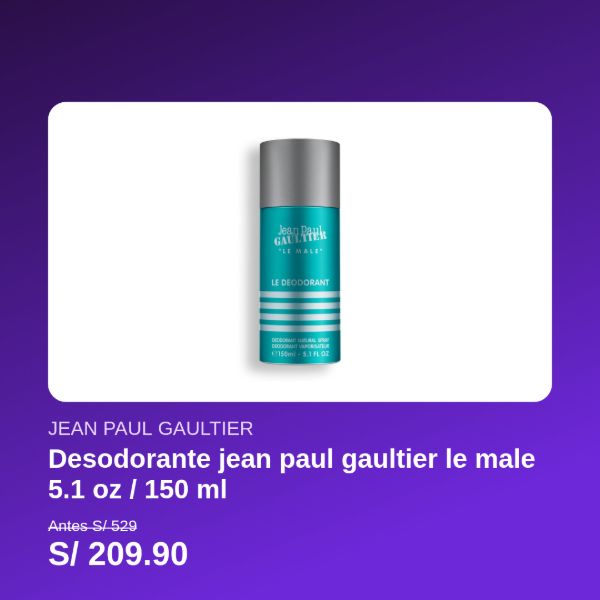 Jean Paul
GAULTIER
"LE MALE"
LE DEODORANT
DEODORANT NATURAL SPRAY
DEODORANT VAPORISATEUR
150ml - 5.1 FL OZ
JEAN PAUL GAULTIER
Desodorante jean paul gaultier le male
5.1 oz / 150 ml
Antes S/ 529
S/ 209.90